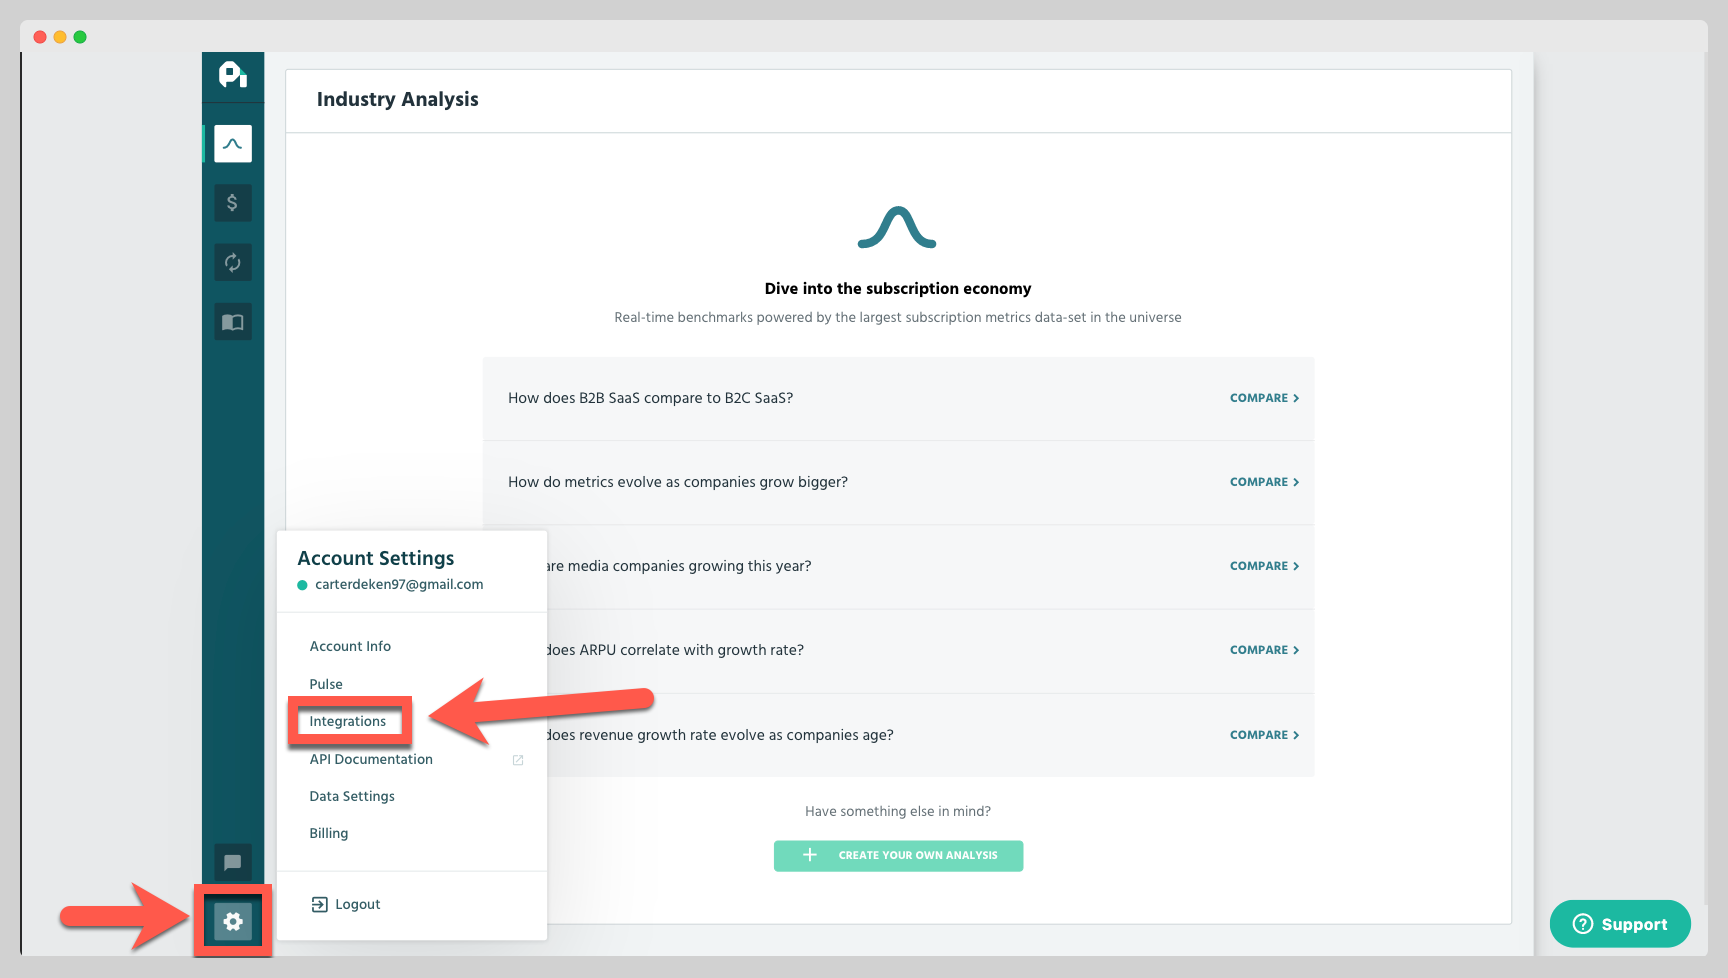 Industry Analysis
Dive into the subscription economy
Real-time benchmarks powered by the largest subscription metrics data-set in the universe
How does B2B SaaS compare to B2C SaaS?
COMPARE
How do metrics evolve as companies grow bigger?
COMPARE
are media companies growing this year?
COMPARE
does ARPU correlate with growth rate?
COMPARE
does revenue growth rate evolve as companies age?
COMPARE
Have something else in mind?
CREATE YOUR OWN ANALYSIS
Account Settings
carterdeken97@gmail.com
Account Info
Pulse
Integrations
API Documentation
Data Settings
Billing
Logout
Support